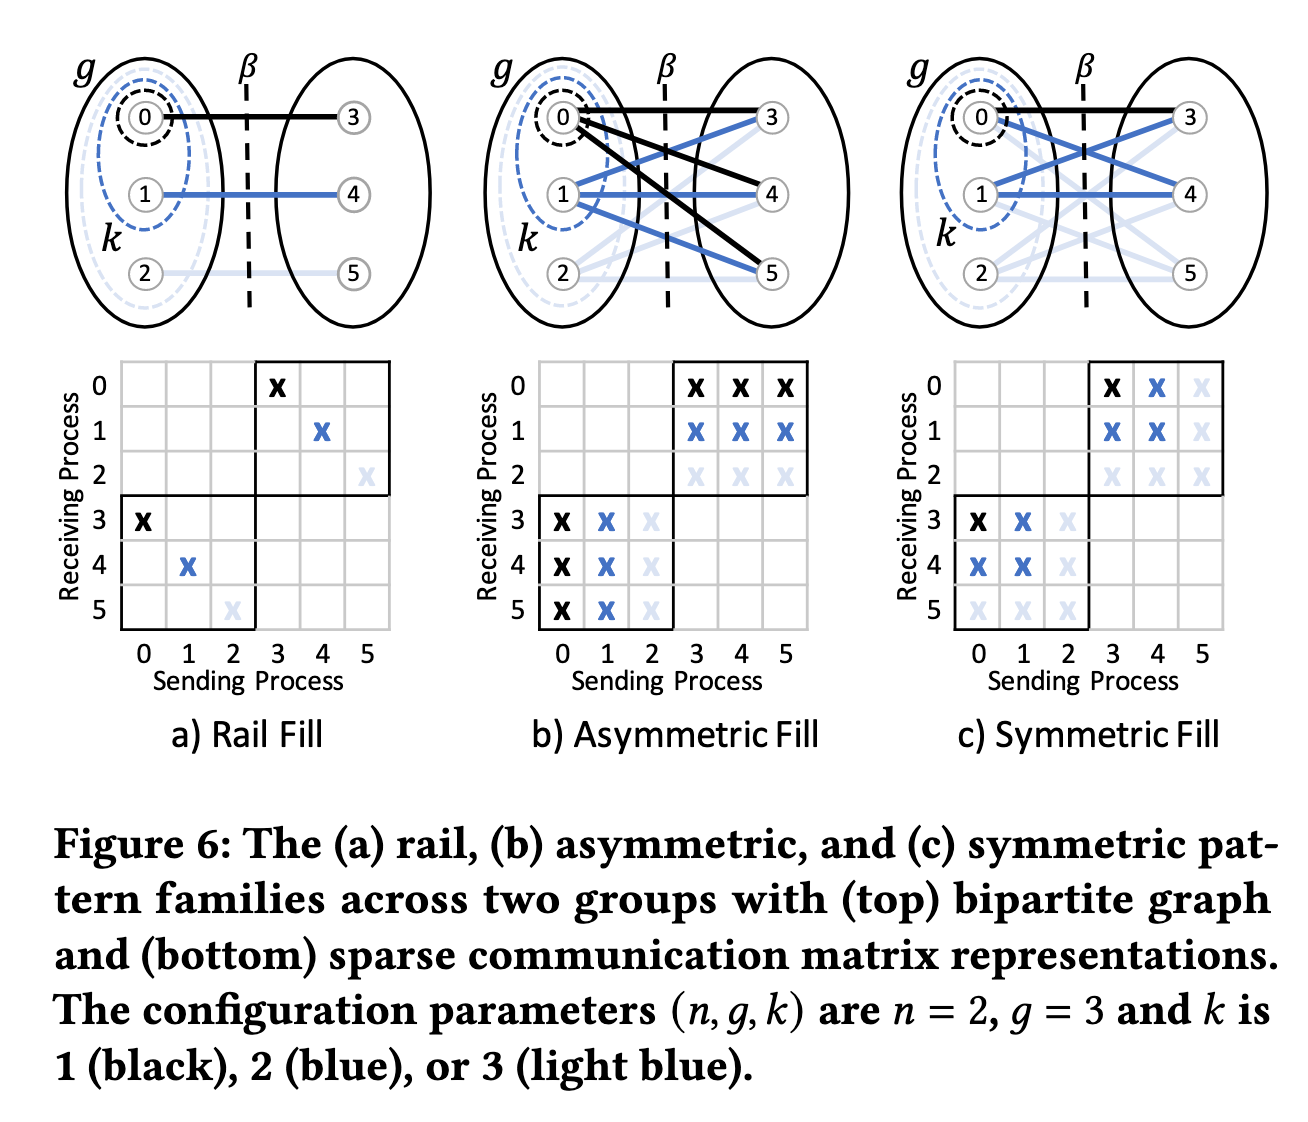 g β g β g β
0 3 0 3 0 3
1 4 1 4 1 4
k k k
2 5 2 5 2 5
Receiving Process
0 x
1 x
2 x
3 x
4 x
5 x
0 1 2 3 4 5
Sending Process
a) Rail Fill
Receiving Process
0 x x x
1 x x x
2 x x x
3 x x x
4 x x x
5 x x x
0 1 2 3 4 5
Sending Process
b) Asymmetric Fill
Receiving Process
0 x x x
1 x x x
2 x x x
3 x x x
4 x x x
5 x x x
0 1 2 3 4 5
Sending Process
c) Symmetric Fill
Figure 6: The (a) rail, (b) asymmetric, and (c) symmetric pat-
tern families across two groups with (top) bipartite graph
and (bottom) sparse communication matrix representations.
The configuration parameters (n, g, k) are n = 2, g = 3 and k is
1 (black), 2 (blue), or 3 (light blue).